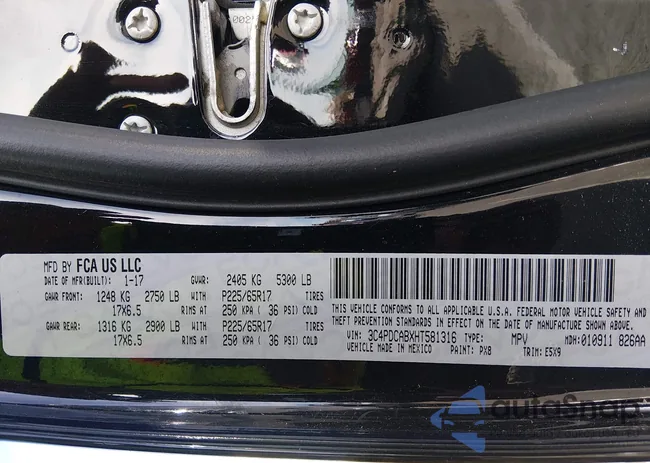 0025
MFD BY FCA US LLC
DATE OF MFR(BUILT): 1-17 GVWR: 2405 KG 5300 LB
GAWR FRONT: 1248 KG 2750 LB WITH P225/65R17 TIRES
17X6.5 RIMS AT 250 KPA ( 36 PSI) COLD
GAWR REAR: 1316 KG 2900 LB WITH P225/65R17 TIRES
17X6.5 RIMS AT 250 KPA ( 36 PSI) COLD
THIS VEHICLE CONFORMS TO ALL APPLICABLE U.S.A. FEDERAL MOTOR VEHICLE SAFETY AND
THEFT PREVENTION STANDARDS IN EFFECT ON THE DATE OF MANUFACTURE SHOWN ABOVE.
VIN: 3C4PDCABXHT581316 TYPE: MPV MDH: 010911 826AA
VEHICLE MADE IN MEXICO PAINT: PX8 TRIM: E5X9
autoSnap